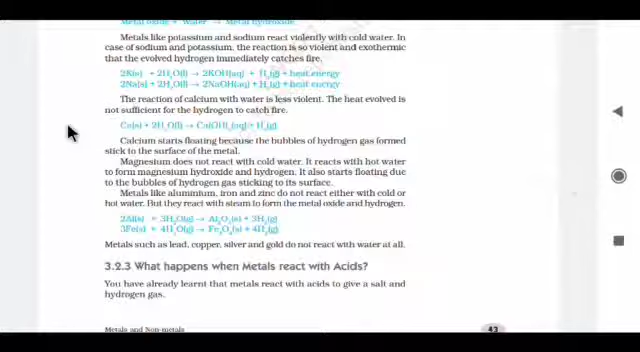 Metal oxide + Water → Metal hydroxide
Metals like potassium and sodium react violently with cold water. In
case of sodium and potassium, the reaction is so violent and exothermic
that the evolved hydrogen immediately catches fire.
2K(s) + 2H₂O(l) → 2KOH(aq) + H₂(g) + heat energy
2Na(s) + 2H₂O(l) → 2NaOH(aq) + H₂(g) + heat energy
The reaction of calcium with water is less violent. The heat evolved is
not sufficient for the hydrogen to catch fire.
Ca(s) + 2H₂O(l) → Ca(OH)₂(aq) + H₂(g)
Calcium starts floating because the bubbles of hydrogen gas formed
stick to the surface of the metal.
Magnesium does not react with cold water. It reacts with hot water
to form magnesium hydroxide and hydrogen. It also starts floating due
to the bubbles of hydrogen gas sticking to its surface.
Metals like aluminium, iron and zinc do not react either with cold or
hot water. But they react with steam to form the metal oxide and hydrogen.
2Al(s) + 3H₂O(g) → Al₂O₃(s) + 3H₂(g)
3Fe(s) + 4H₂O(g) → Fe₃O₄(s) + 4H₂(g)
Metals such as lead, copper, silver and gold do not react with water at all.
3.2.3 What happens when Metals react with Acids?
You have already learnt that metals react with acids to give a salt and
hydrogen gas.
Metals and Non-metals 43